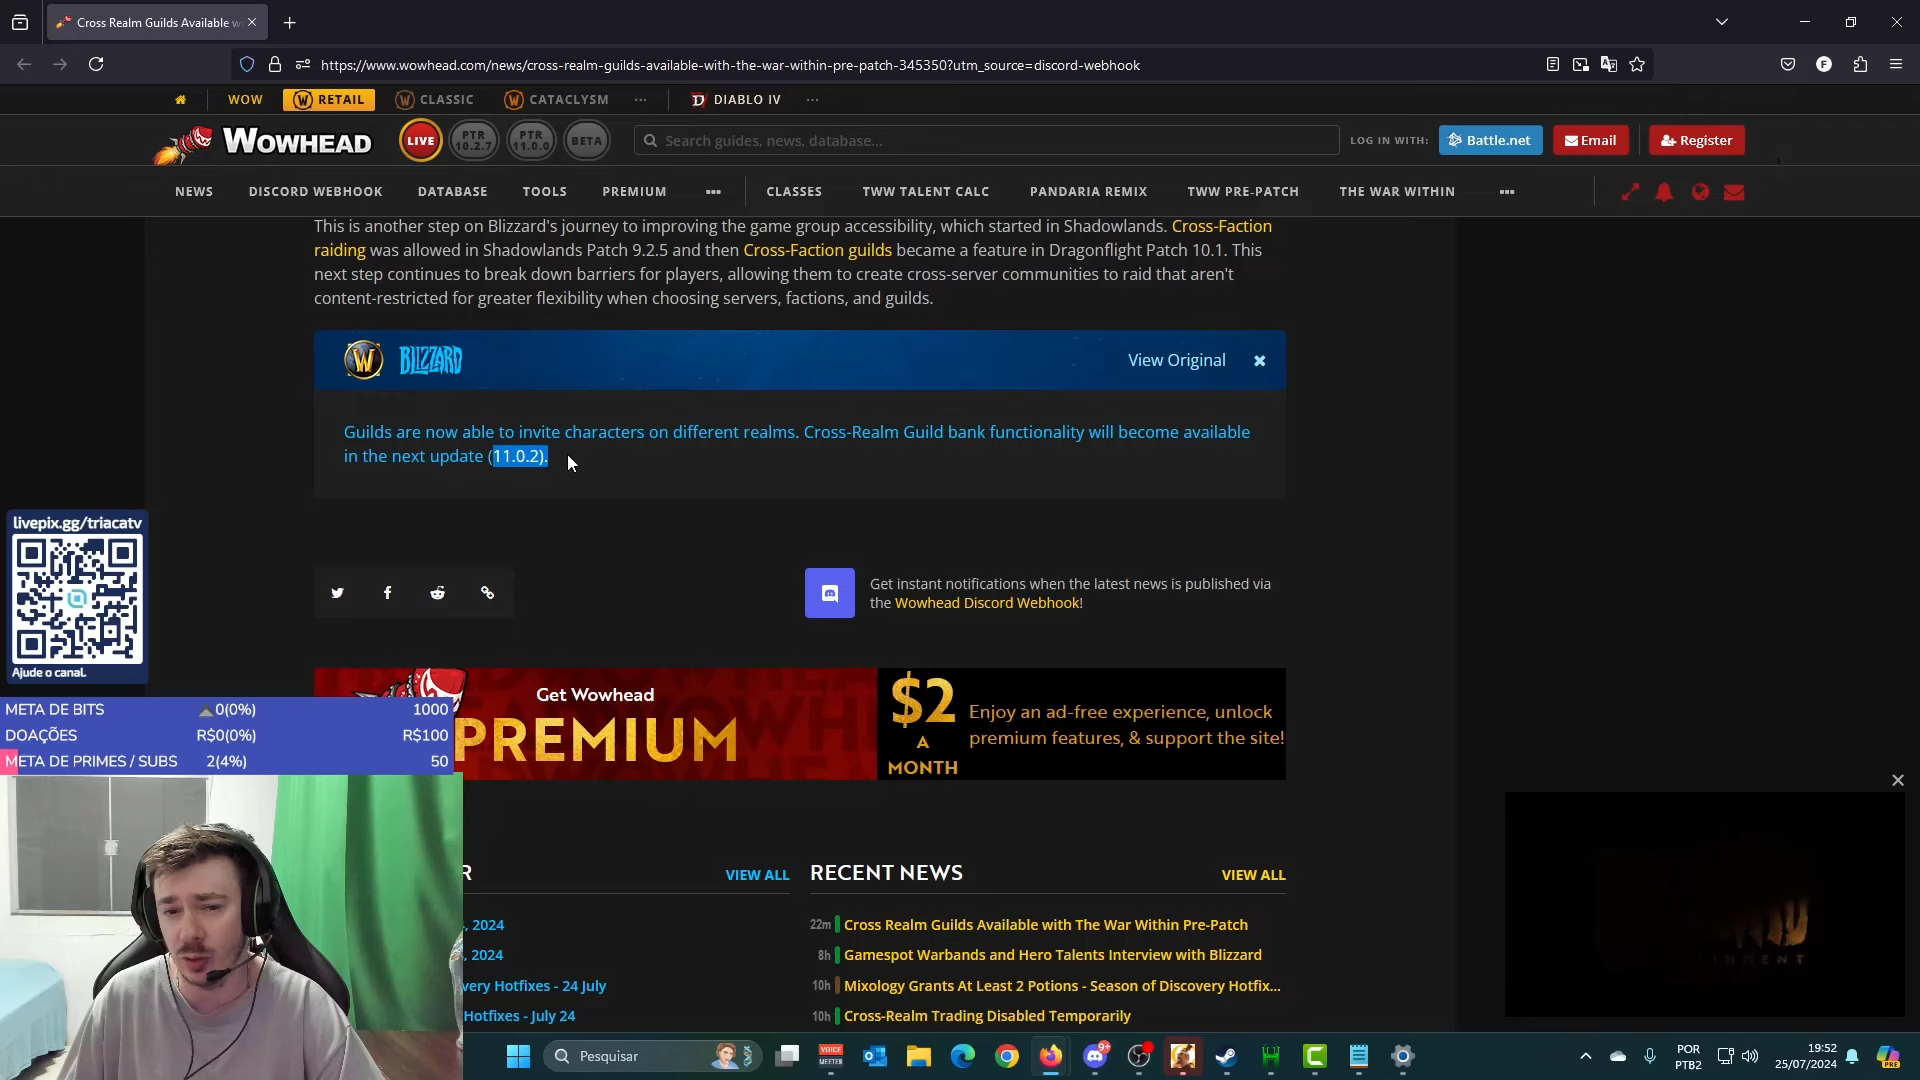 Cross Realm Guilds Available w
https://www.wowhead.com/news/cross-realm-guilds-available-with-the-war-within-pre-patch-345350?utm_source=discord-webhook
WOW
RETAIL
CLASSIC
CATACLYSM
DIABLO IV
WOWHEAD
LIVE
PTR 10.2.7
PTR 11.0.0
BETA
Search guides, news, database...
LOG IN WITH:
Battle.net
Email
Register
NEWS
DISCORD WEBHOOK
DATABASE
TOOLS
PREMIUM
CLASSES
TWW TALENT CALC
PANDARIA REMIX
TWW PRE-PATCH
THE WAR WITHIN
This is another step on Blizzard's journey to improving the game group accessibility, which started in Shadowlands. Cross-Faction
raiding was allowed in Shadowlands Patch 9.2.5 and then Cross-Faction guilds became a feature in Dragonflight Patch 10.1. This
next step continues to break down barriers for players, allowing them to create cross-server communities to raid that aren't
content-restricted for greater flexibility when choosing servers, factions, and guilds.
BLIZZARD
View Original
Guilds are now able to invite characters on different realms. Cross-Realm Guild bank functionality will become available
in the next update (11.0.2).
livepix.gg/triacatv
Ajude o canal.
Get instant notifications when the latest news is published via
the Wowhead Discord Webhook!
Get Wowhead
PREMIUM
$2
A
MONTH
Enjoy an ad-free experience, unlock
premium features, & support the site!
META DE BITS 0(0%) 1000
DOAÇÕES R$0(0%) R$100
META DE PRIMES / SUBS 2(4%) 50
R
VIEW ALL
, 2024
, 2024
very Hotfixes - 24 July
Hotfixes - July 24
RECENT NEWS
VIEW ALL
22m Cross Realm Guilds Available with The War Within Pre-Patch
8h Gamespot Warbands and Hero Talents Interview with Blizzard
10h Mixology Grants At Least 2 Potions - Season of Discovery Hotfix...
10h Cross-Realm Trading Disabled Temporarily
Pesquisar
VOICE
MEETER
9+
POR
PTB2
19:52
25/07/2024
PRE